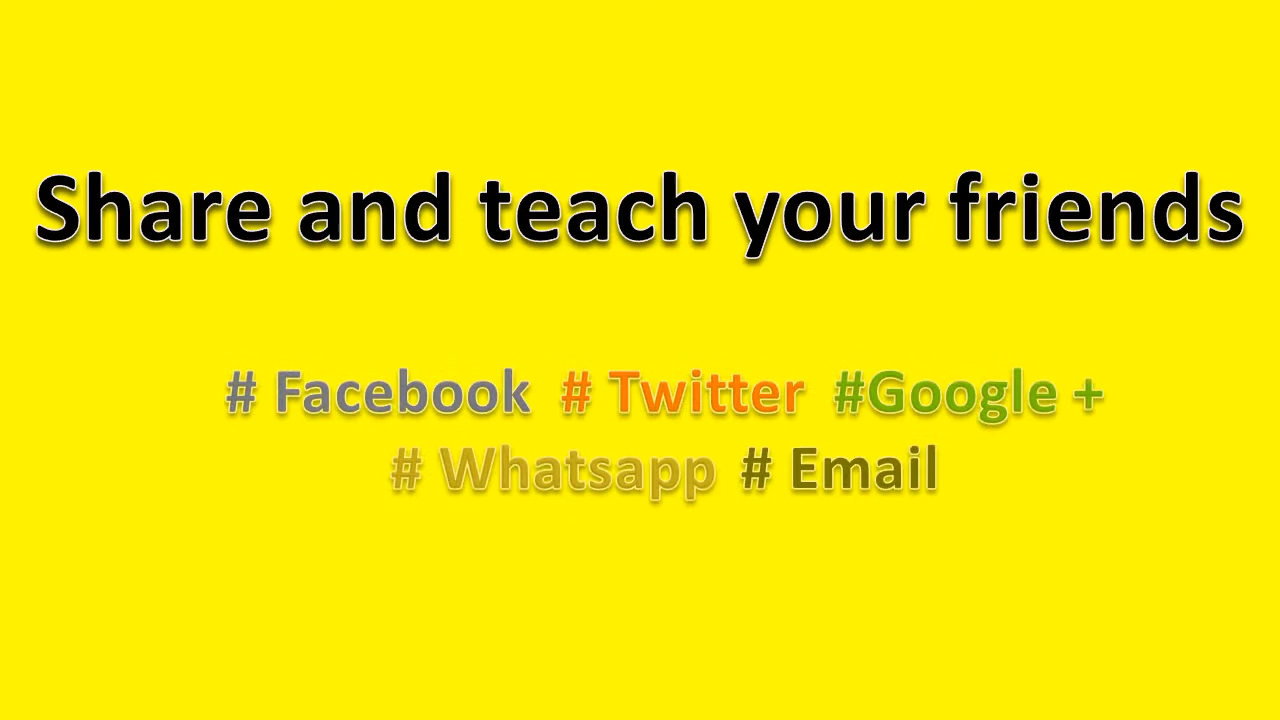 Share and teach your friends
# Facebook # Twitter #Google +
# Whatsapp # Email